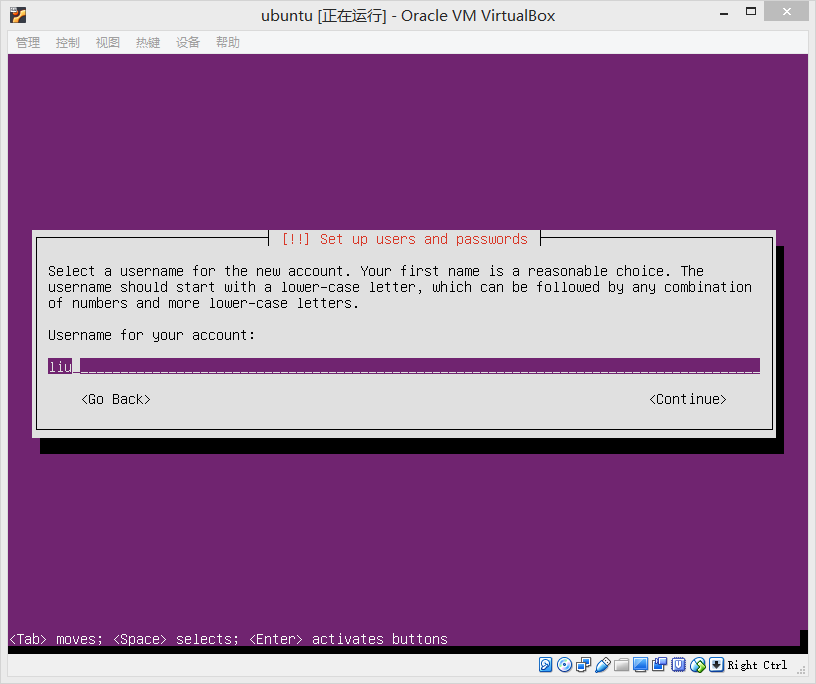 ubuntu [正在运行] - Oracle VM VirtualBox
管理 控制 视图 热键 设备 帮助
[!!] Set up users and passwords
Select a username for the new account. Your first name is a reasonable choice. The
username should start with a lower-case letter, which can be followed by any combination
of numbers and more lower-case letters.
Username for your account:
liu
<Go Back> <Continue>
<Tab> moves; <Space> selects; <Enter> activates buttons
Right Ctrl